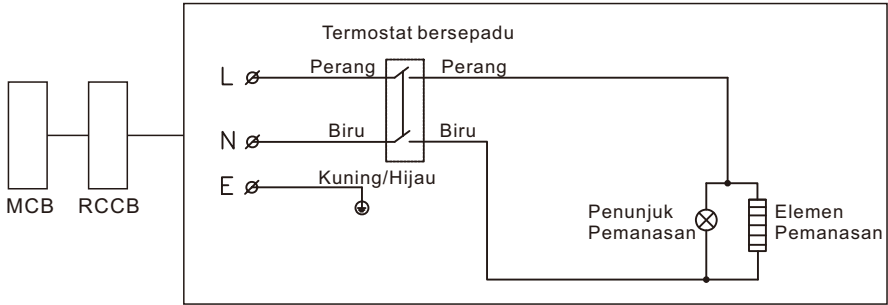 Termostat bersepadu
L Perang Perang
N Biru Biru
E Kuning/Hijau
MCB RCCB
Penunjuk
Pemanasan
Elemen
Pemanasan